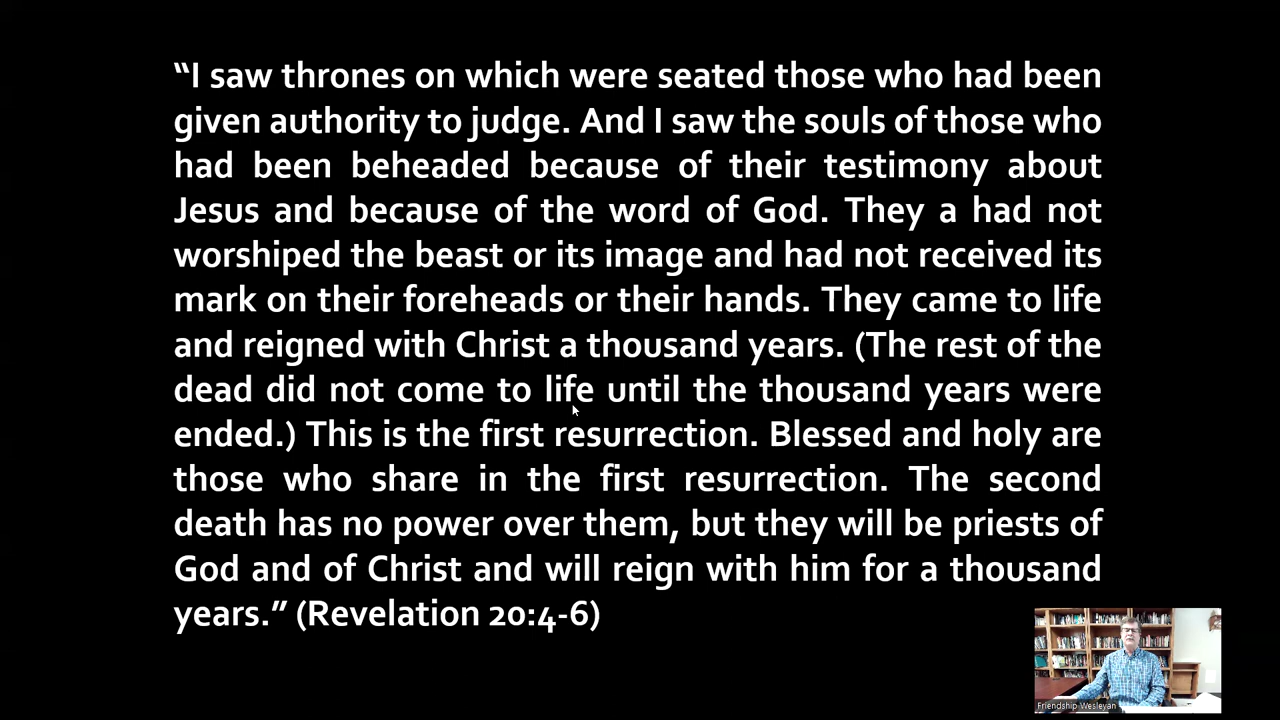 “I saw thrones on which were seated those who had been
given authority to judge. And I saw the souls of those who
had been beheaded because of their testimony about
Jesus and because of the word of God. They a had not
worshiped the beast or its image and had not received its
mark on their foreheads or their hands. They came to life
and reigned with Christ a thousand years. (The rest of the
dead did not come to life until the thousand years were
ended.) This is the first resurrection. Blessed and holy are
those who share in the first resurrection. The second
death has no power over them, but they will be priests of
God and of Christ and will reign with him for a thousand
years.” (Revelation 20:4-6)
Friendship Wesleyan